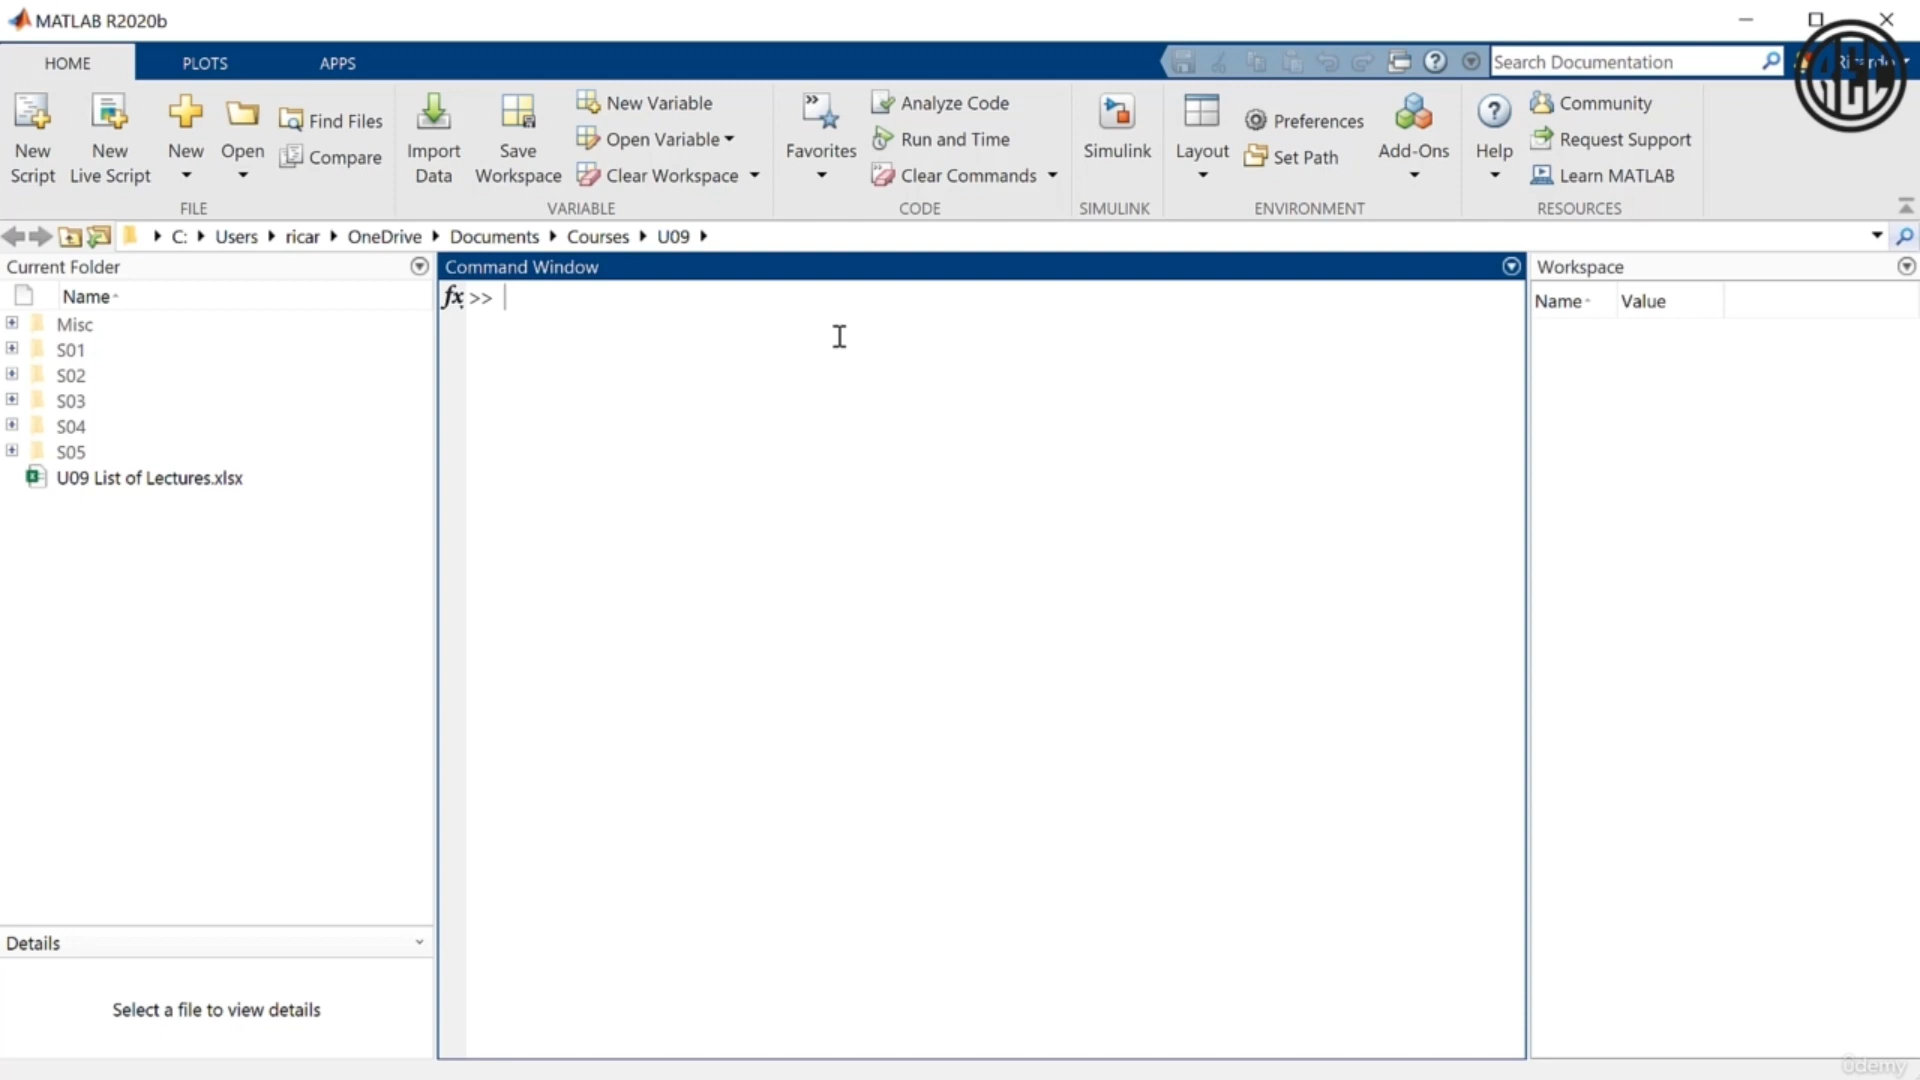 MATLAB R2020b
HOME PLOTS APPS
Search Documentation
REC
New Script
New Live Script
New
Open
Find Files
Compare
Import Data
Save Workspace
New Variable
Open Variable
Clear Workspace
Favorites
Analyze Code
Run and Time
Clear Commands
Simulink
Layout
Preferences
Set Path
Add-Ons
Help
Community
Request Support
Learn MATLAB
FILE VARIABLE CODE SIMULINK ENVIRONMENT RESOURCES
C: Users ricar OneDrive Documents Courses U09
Current Folder
Name
Misc
S01
S02
S03
S04
S05
U09 List of Lectures.xlsx
Details
Select a file to view details
Command Window
fx >>
Workspace
Name Value
ûdemy